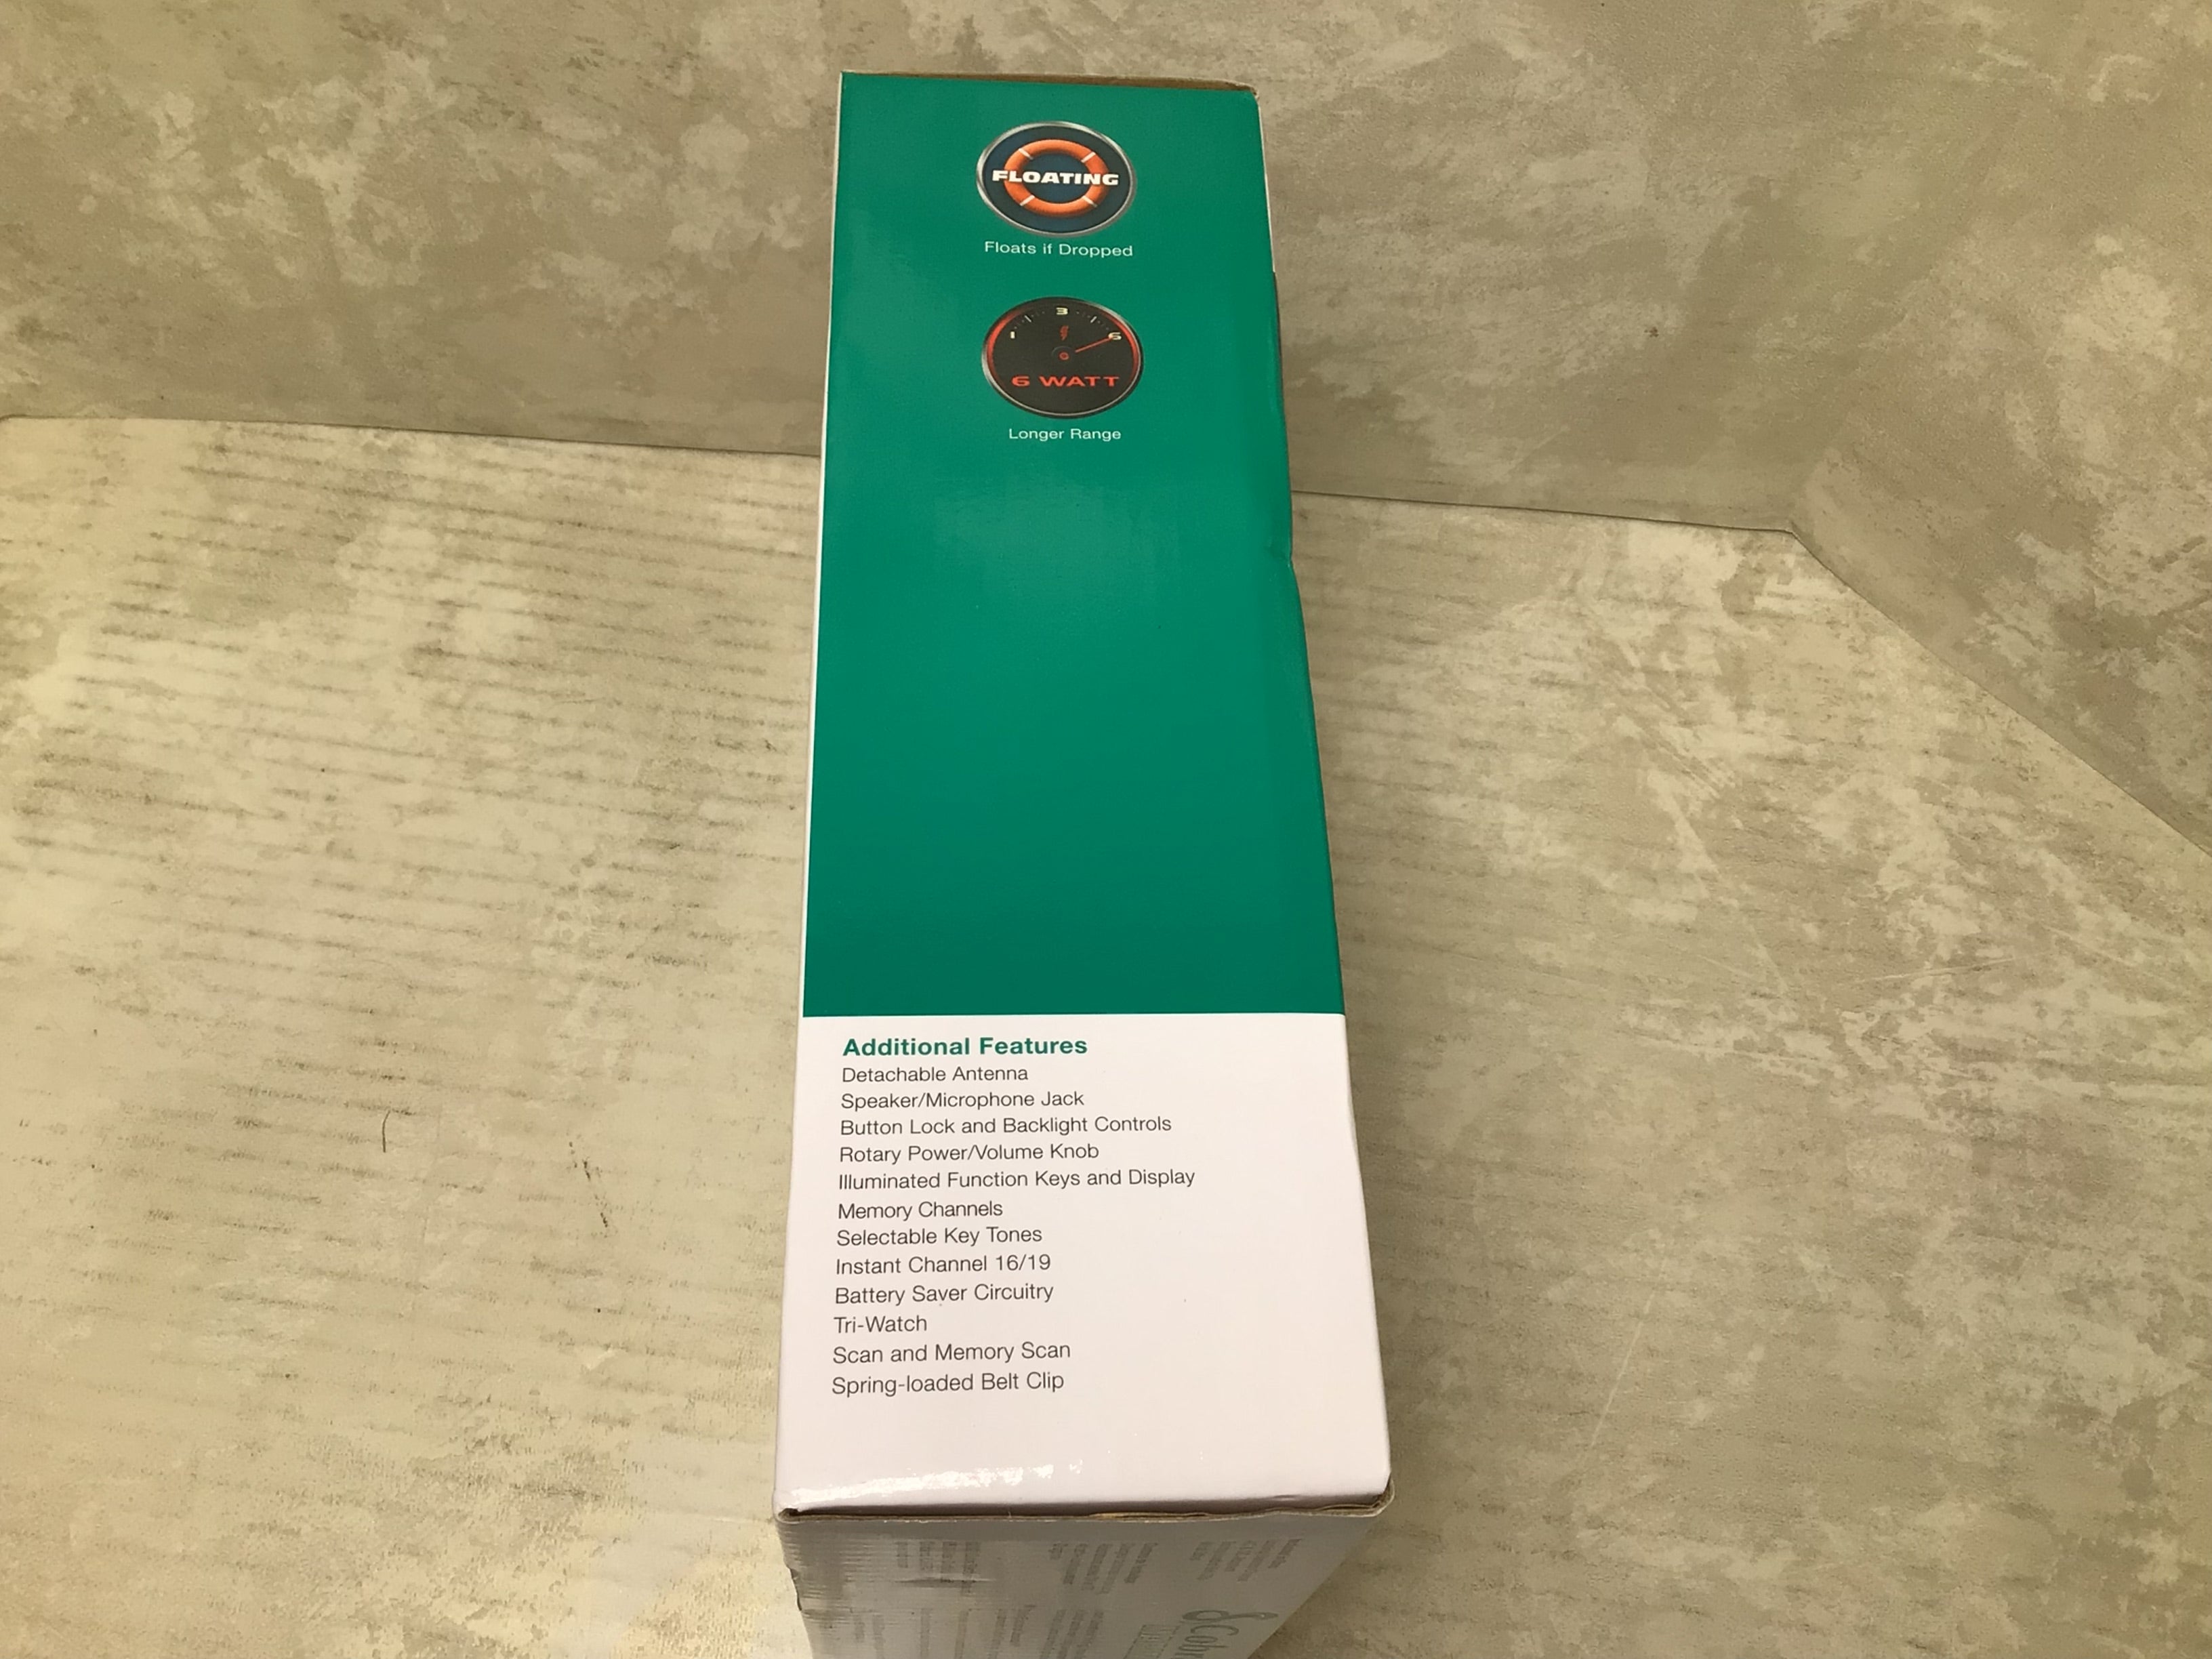 FLOATING
Floats if Dropped
1 3 6
6 WATT
Longer Range
Additional Features
Detachable Antenna
Speaker/Microphone Jack
Button Lock and Backlight Controls
Rotary Power/Volume Knob
Illuminated Function Keys and Display
Memory Channels
Selectable Key Tones
Instant Channel 16/19
Battery Saver Circuitry
Tri-Watch
Scan and Memory Scan
Spring-loaded Belt Clip